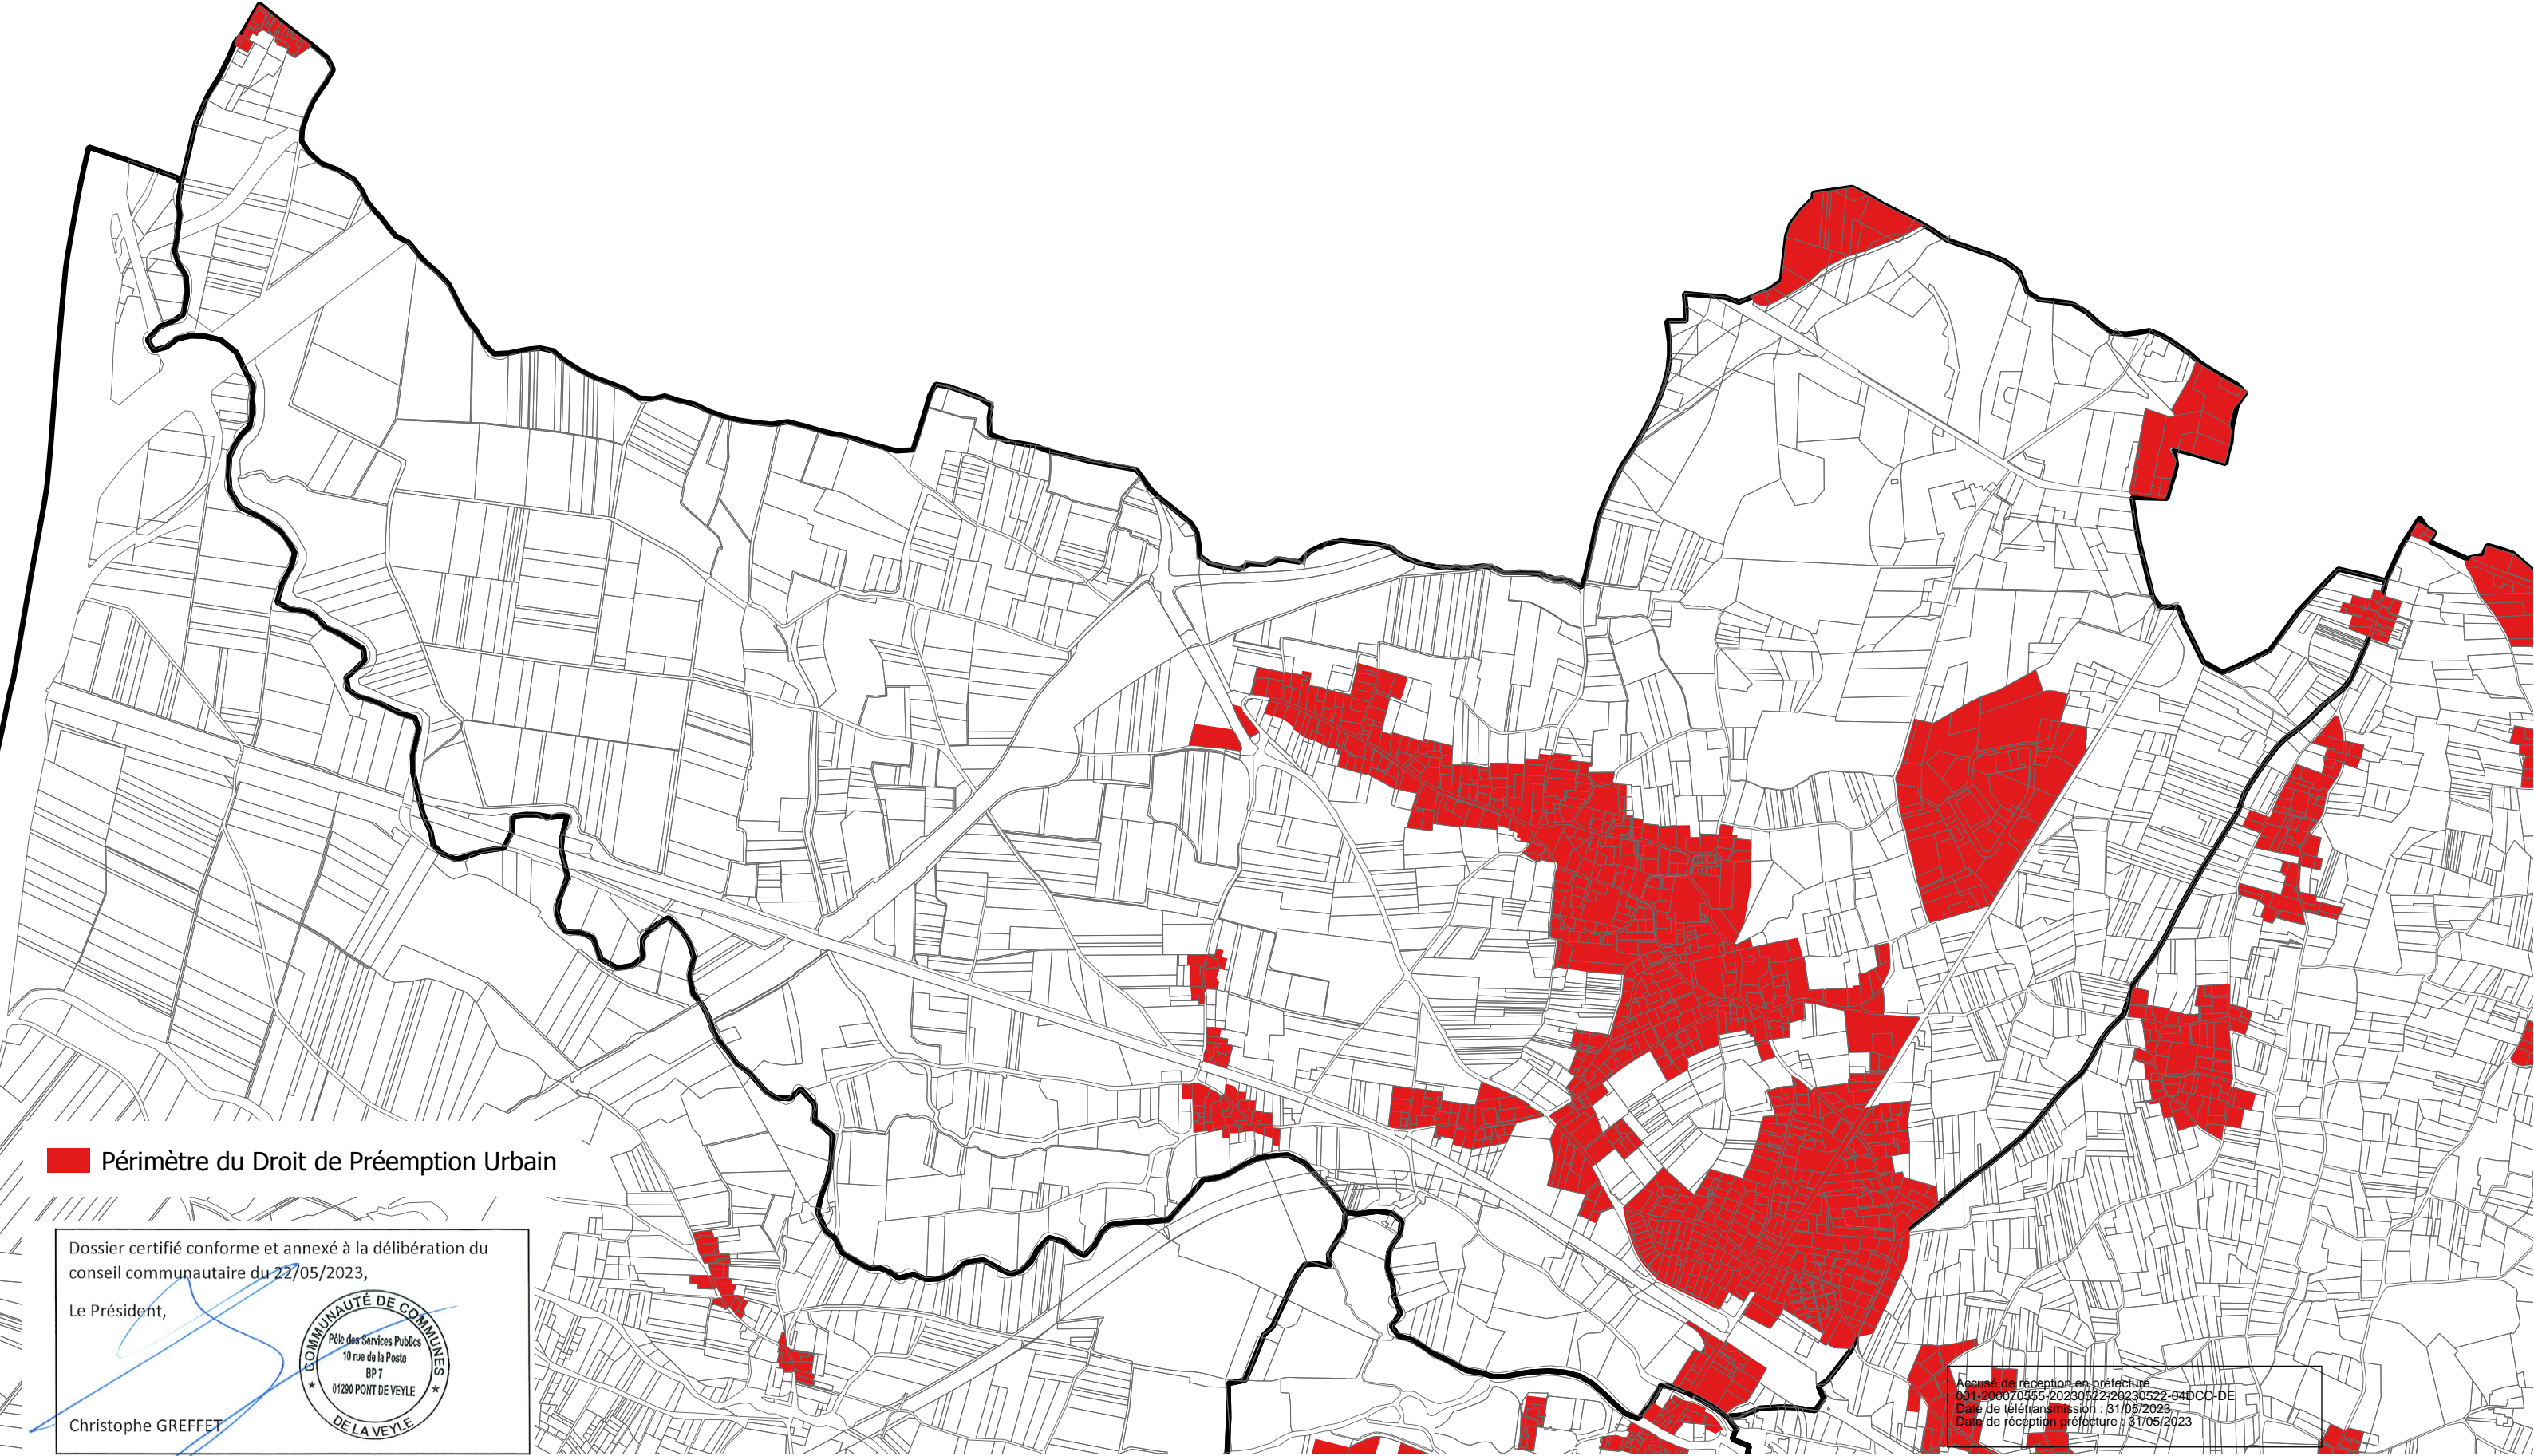 Périmètre du Droit de Préemption Urbain
Dossier certifié conforme et annexé à la délibération du
conseil communautaire du 22/05/2023,
Le Président,
COMMUNAUTÉ DE COMMUNES
Pôle des Services Publics
10 rue de la Poste
BP 7
01290 PONT DE VEYLE
★ DE LA VEYLE ★
Christophe GREFFET
Accusé de réception en préfecture
001-200070555-20230522-20230522-04DCC-DE
Date de télétransmission : 31/05/2023
Date de réception préfecture : 31/05/2023